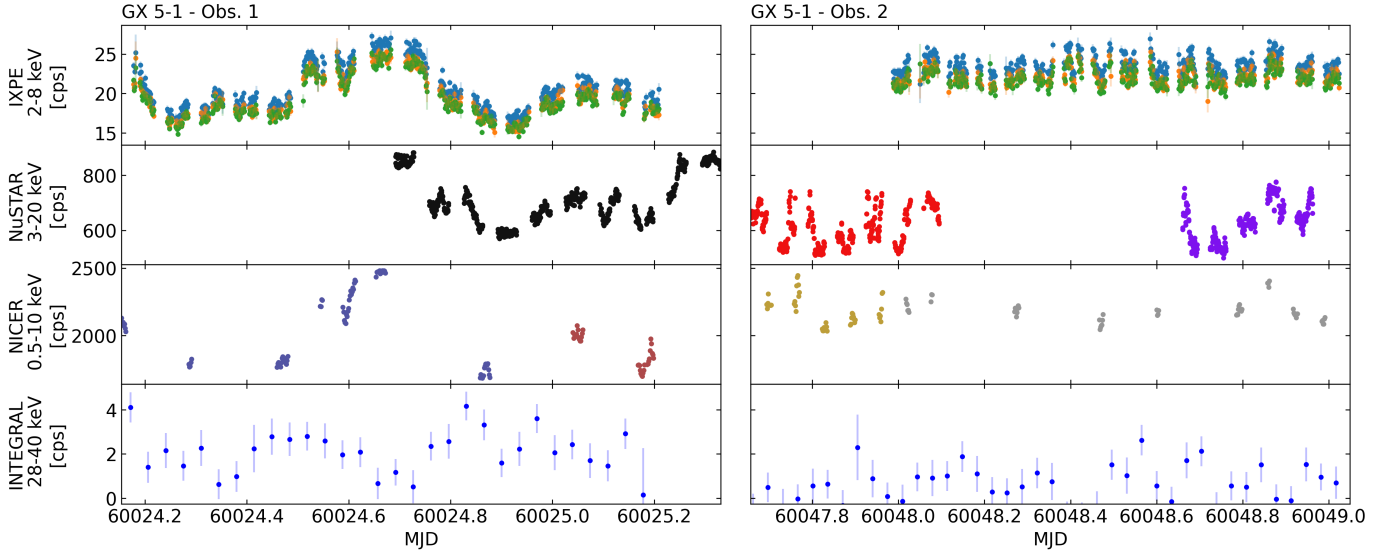 GX 5-1 - Obs. 1
GX 5-1 - Obs. 2
IXPE
2-8 keV
[cps]
25
20
15
NuSTAR
3-20 keV
[cps]
800
600
NICER
0.5-10 keV
[cps]
2500
2000
INTEGRAL
28-40 keV
[cps]
4
2
0
60024.2 60024.4 60024.6 60024.8 60025.0 60025.2
60047.8 60048.0 60048.2 60048.4 60048.6 60048.8 60049.0
MJD
MJD